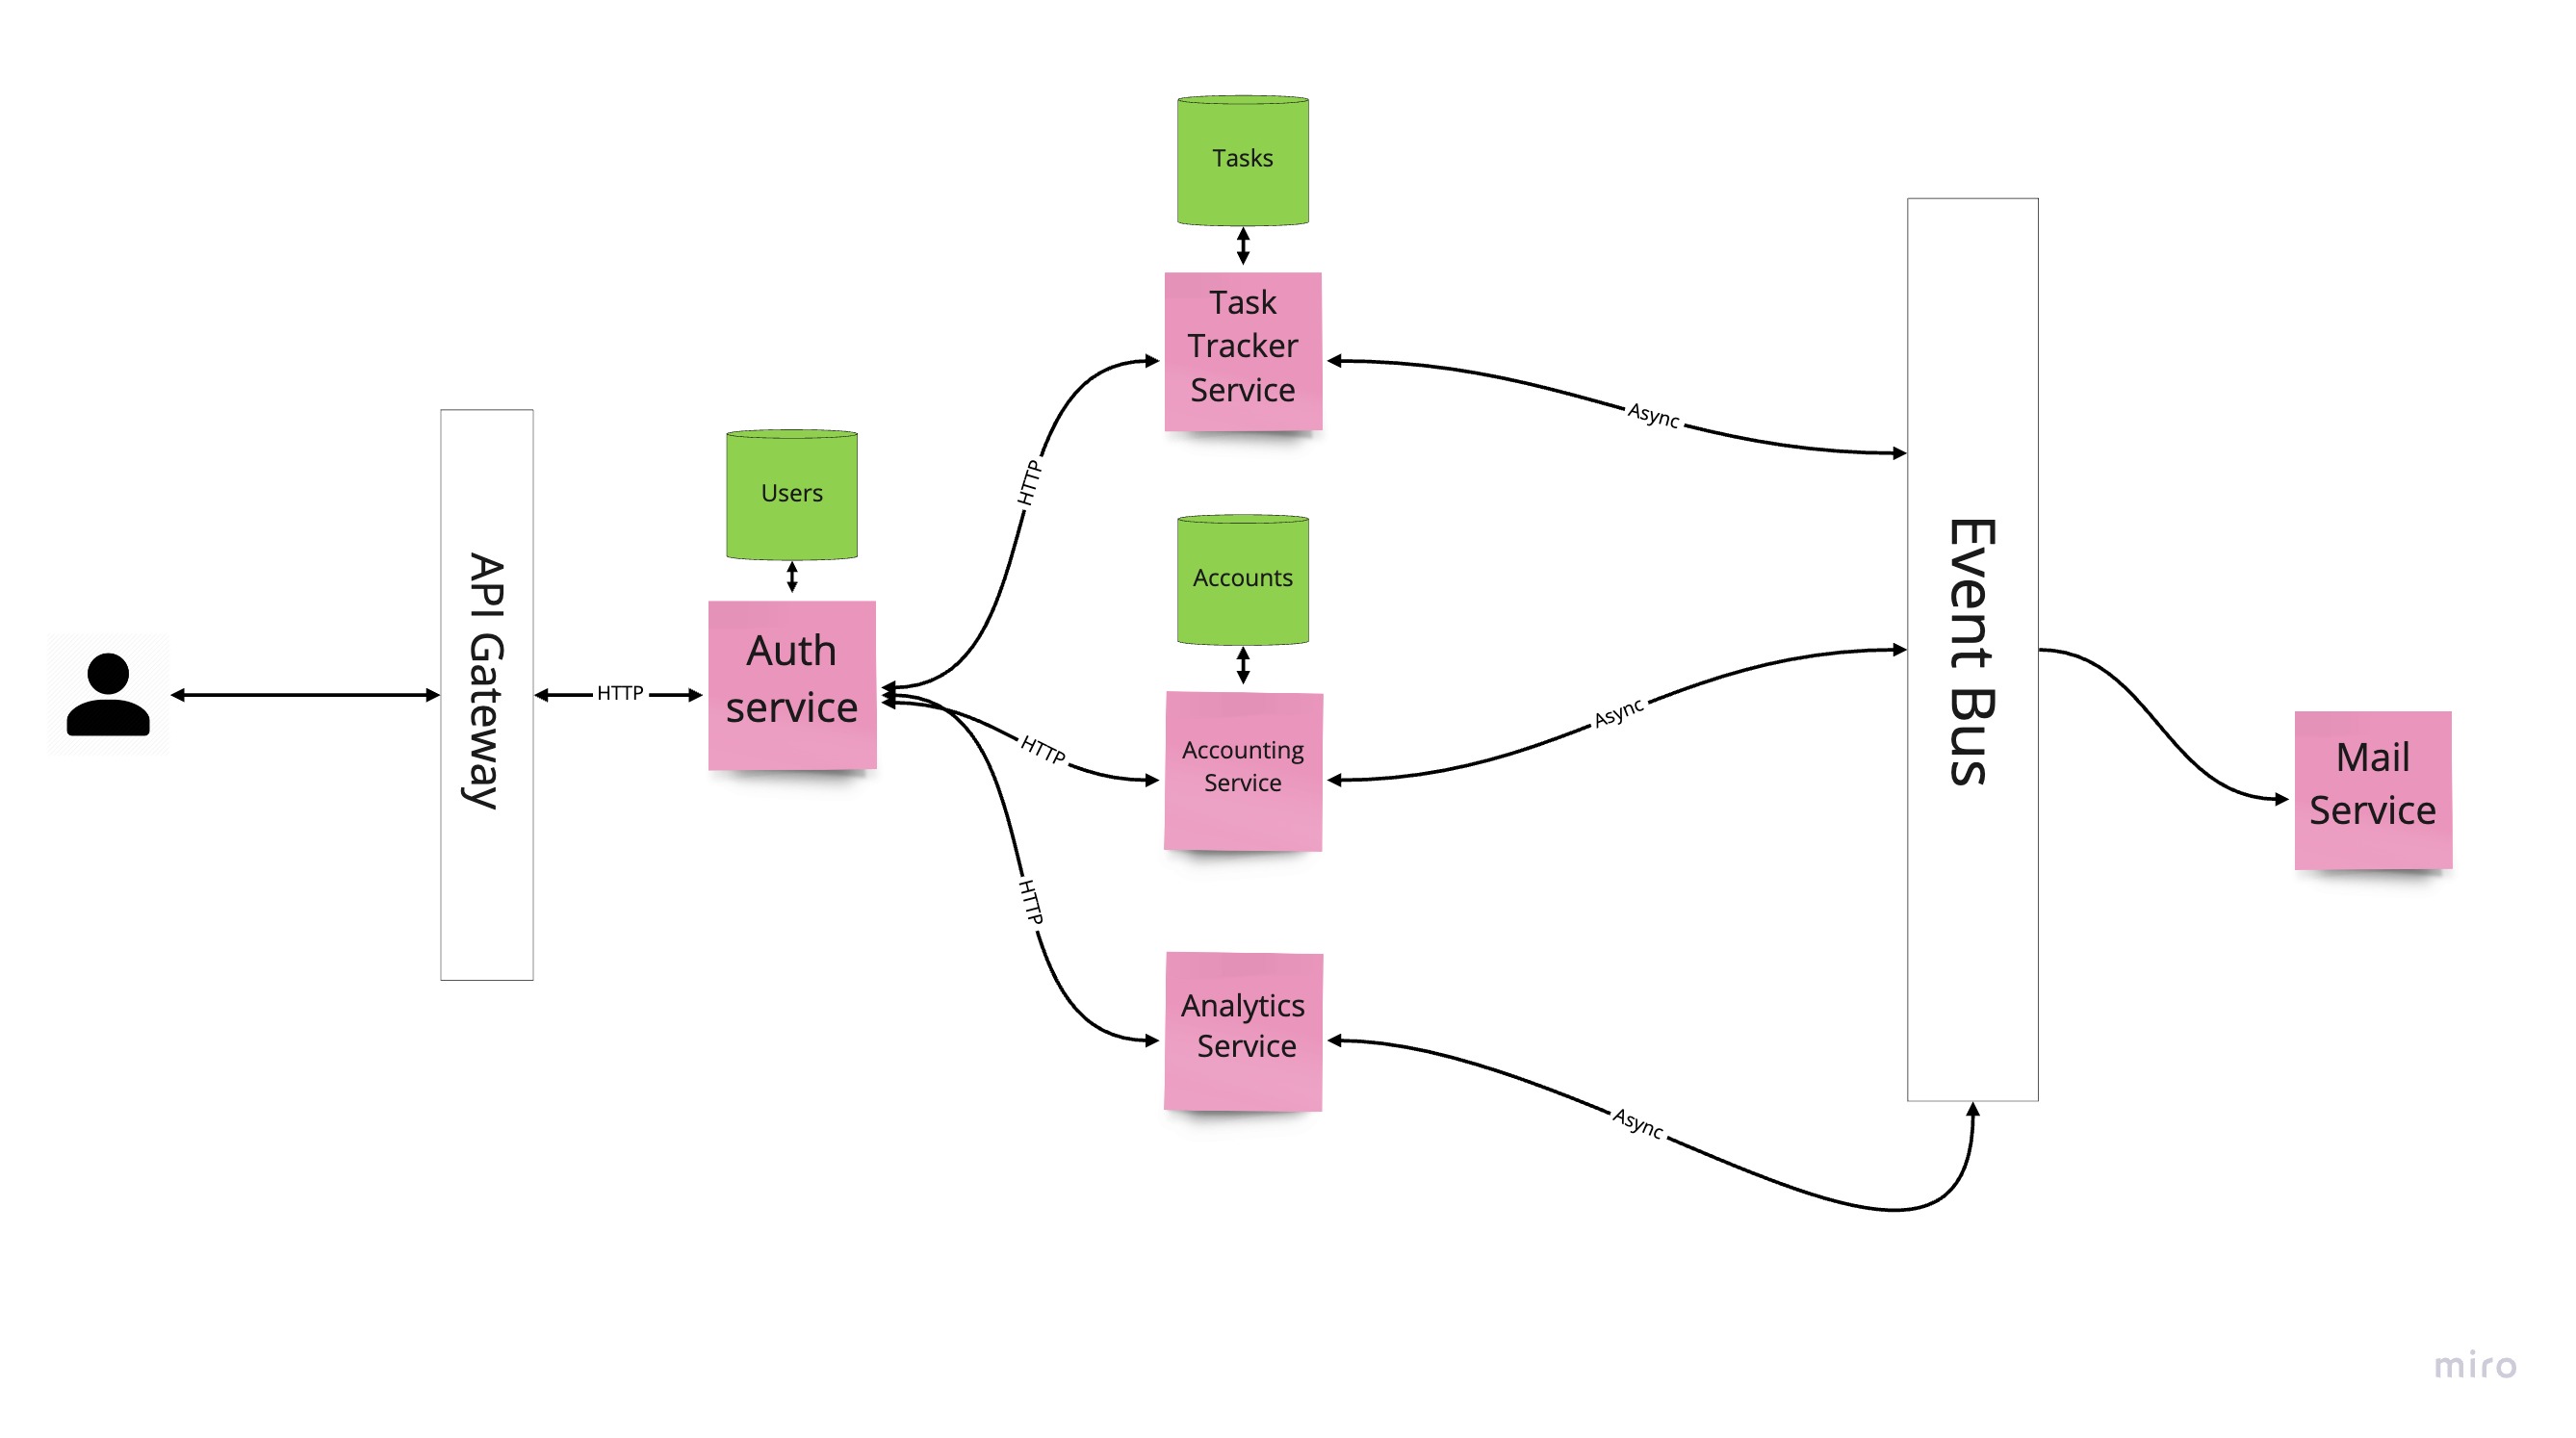 API Gateway
HTTP
Users
Auth
service
HTTP
HTTP
HTTP
Tasks
Task
Tracker
Service
Accounts
Accounting
Service
Analytics
Service
Async
Async
Async
Event Bus
Mail
Service
miro